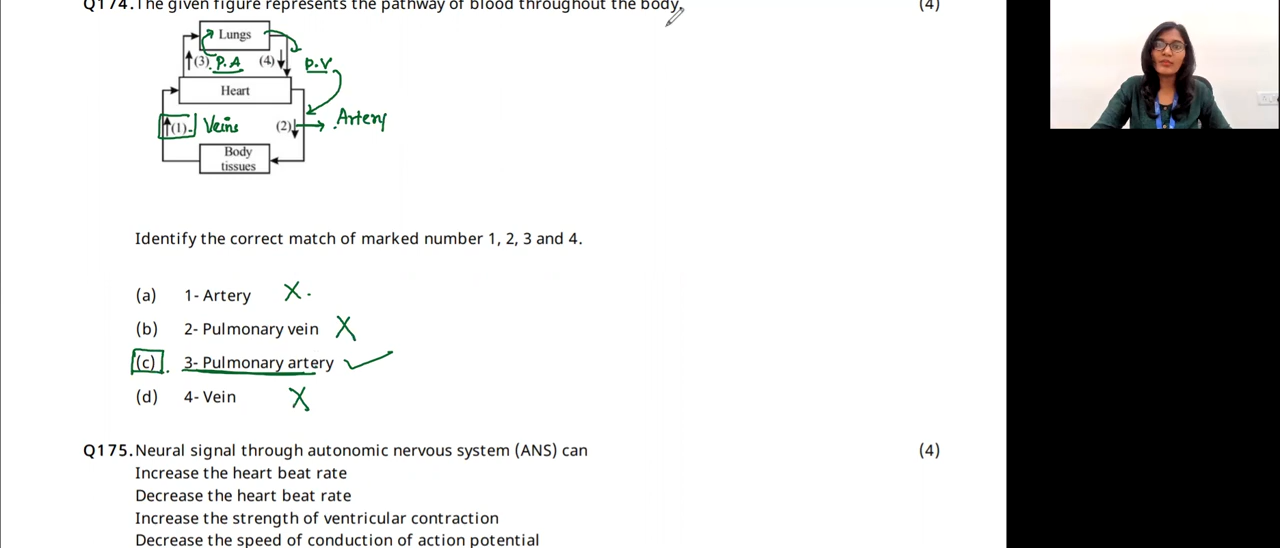 Q174. The given figure represents the pathway of blood throughout the body. (4)
Lungs
(3) P.A (4) P.V
Heart
(1) Veins (2) Artery
Body
tissues
Identify the correct match of marked number 1, 2, 3 and 4.
(a) 1- Artery X
(b) 2- Pulmonary vein X
(c) 3- Pulmonary artery ✓
(d) 4- Vein X
Q175. Neural signal through autonomic nervous system (ANS) can (4)
Increase the heart beat rate
Decrease the heart beat rate
Increase the strength of ventricular contraction
Decrease the speed of conduction of action potential